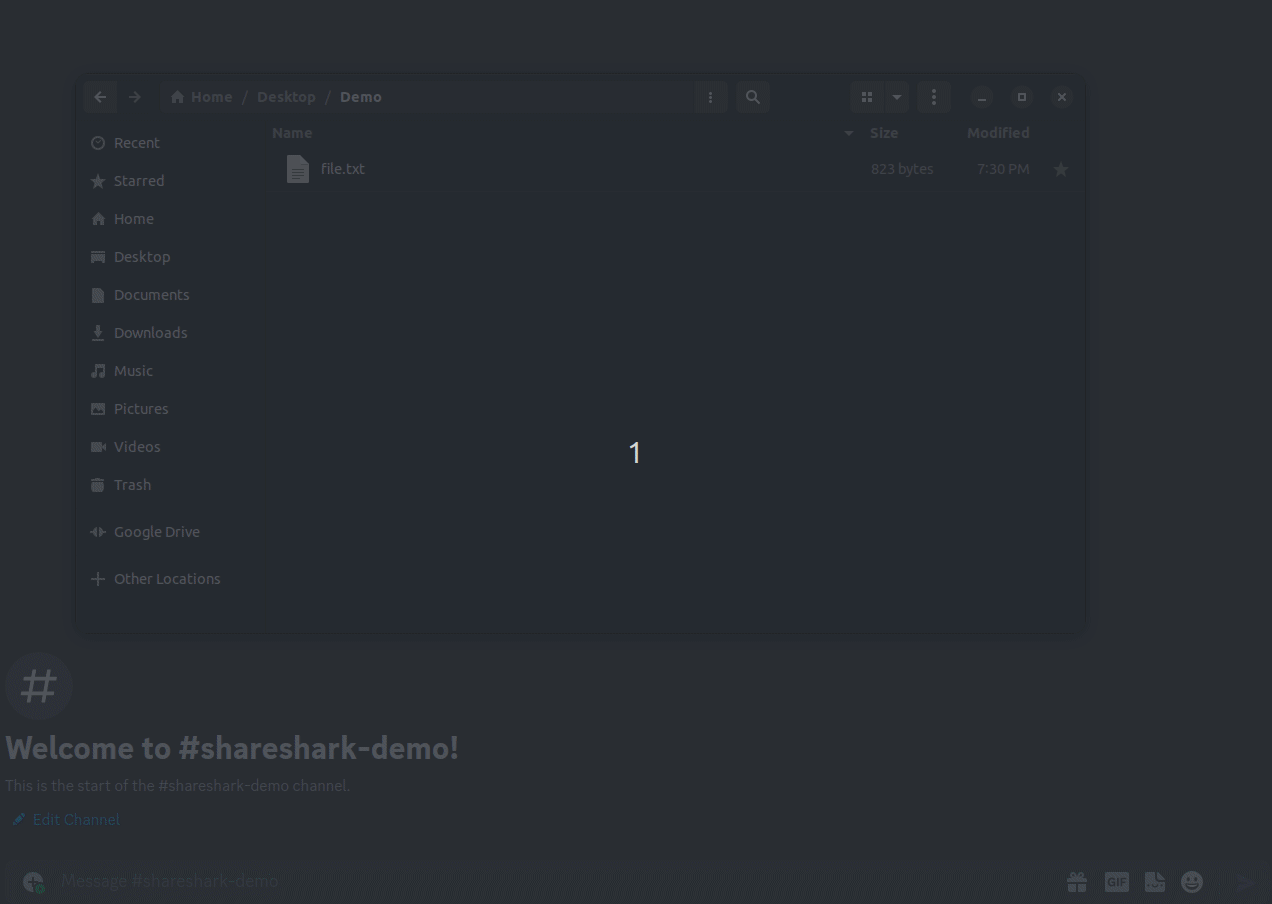 Home / Desktop / Demo
Name Size Modified
Recent
file.txt 823 bytes 7:30 PM
Starred
Home
Desktop
Documents
Downloads
Music
Pictures
Videos
1
Trash
Google Drive
Other Locations
#
Welcome to #shareshark-demo!
This is the start of the #shareshark-demo channel.
Edit Channel
Message #shareshark-demo
GIF